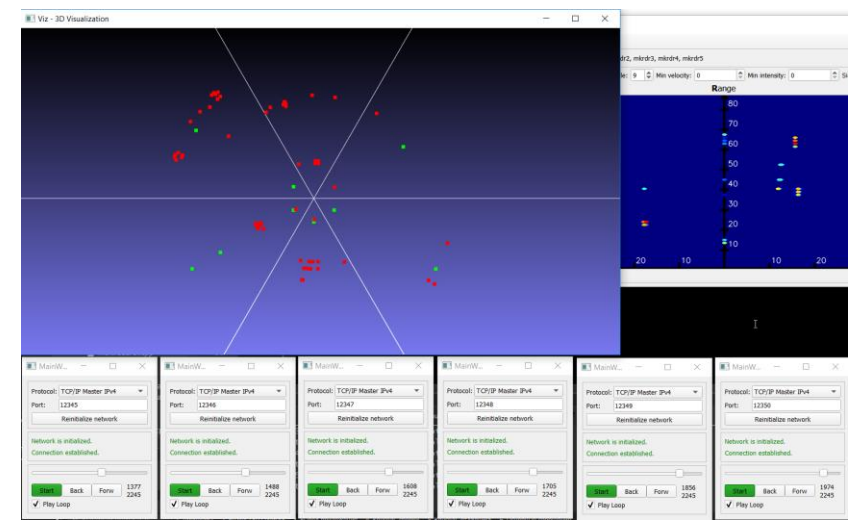 Viz - 3D Visualization
dr2, mkrdr3, mkrdr4, mkrdr5
le: 9 Min velocity: 0 Min intensity: 0
Range
80
70
60
50
40
30
20
10
20 10 10 20
MainW... MainW... MainW... MainW... MainW... MainW...
Protocol: TCP/IP Master IPv4 Protocol: TCP/IP Master IPv4 Protocol: TCP/IP Master IPv4 Protocol: TCP/IP Master IPv4 Protocol: TCP/IP Master IPv4 Protocol: TCP/IP Master IPv4
Port: 12345 Port: 12346 Port: 12347 Port: 12348 Port: 12349 Port: 12350
Reinitialize network Reinitialize network Reinitialize network Reinitialize network Reinitialize network Reinitialize network
Network is initialized. Network is initialized. Network is initialized. Network is initialized. Network is initialized. Network is initialized.
Connection established. Connection established. Connection established. Connection established. Connection established. Connection established.
Start Back Forw 1377 Start Back Forw 1488 Start Back Forw 1608 Start Back Forw 1705 Start Back Forw 1856 Start Back Forw 1974
2245 2245 2245 2245 2245 2245
Play Loop Play Loop Play Loop Play Loop Play Loop Play Loop